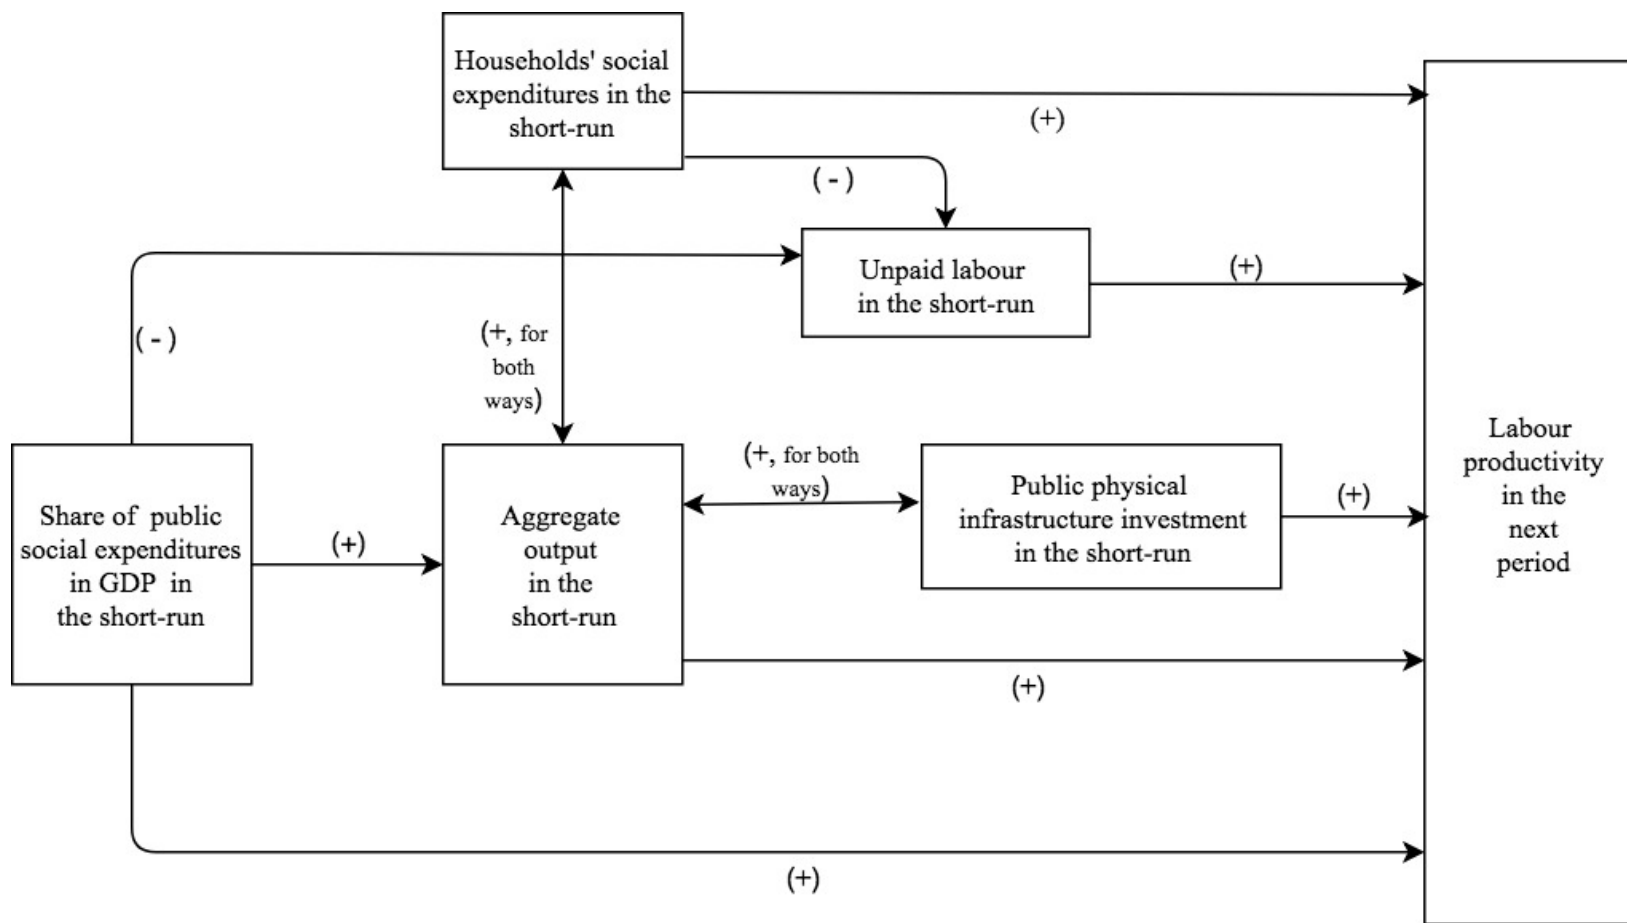 Households' social
expenditures in the
short-run
(+)
( - )
Unpaid labour
in the short-run
(+)
( - )
(+, for
both
ways)
Share of public
social expenditures
in GDP in
the short-run
(+)
Aggregate
output
in the
short-run
(+, for both
ways)
Public physical
infrastructure investment
in the short-run
(+)
(+)
(+)
Labour
productivity
in the
next
period